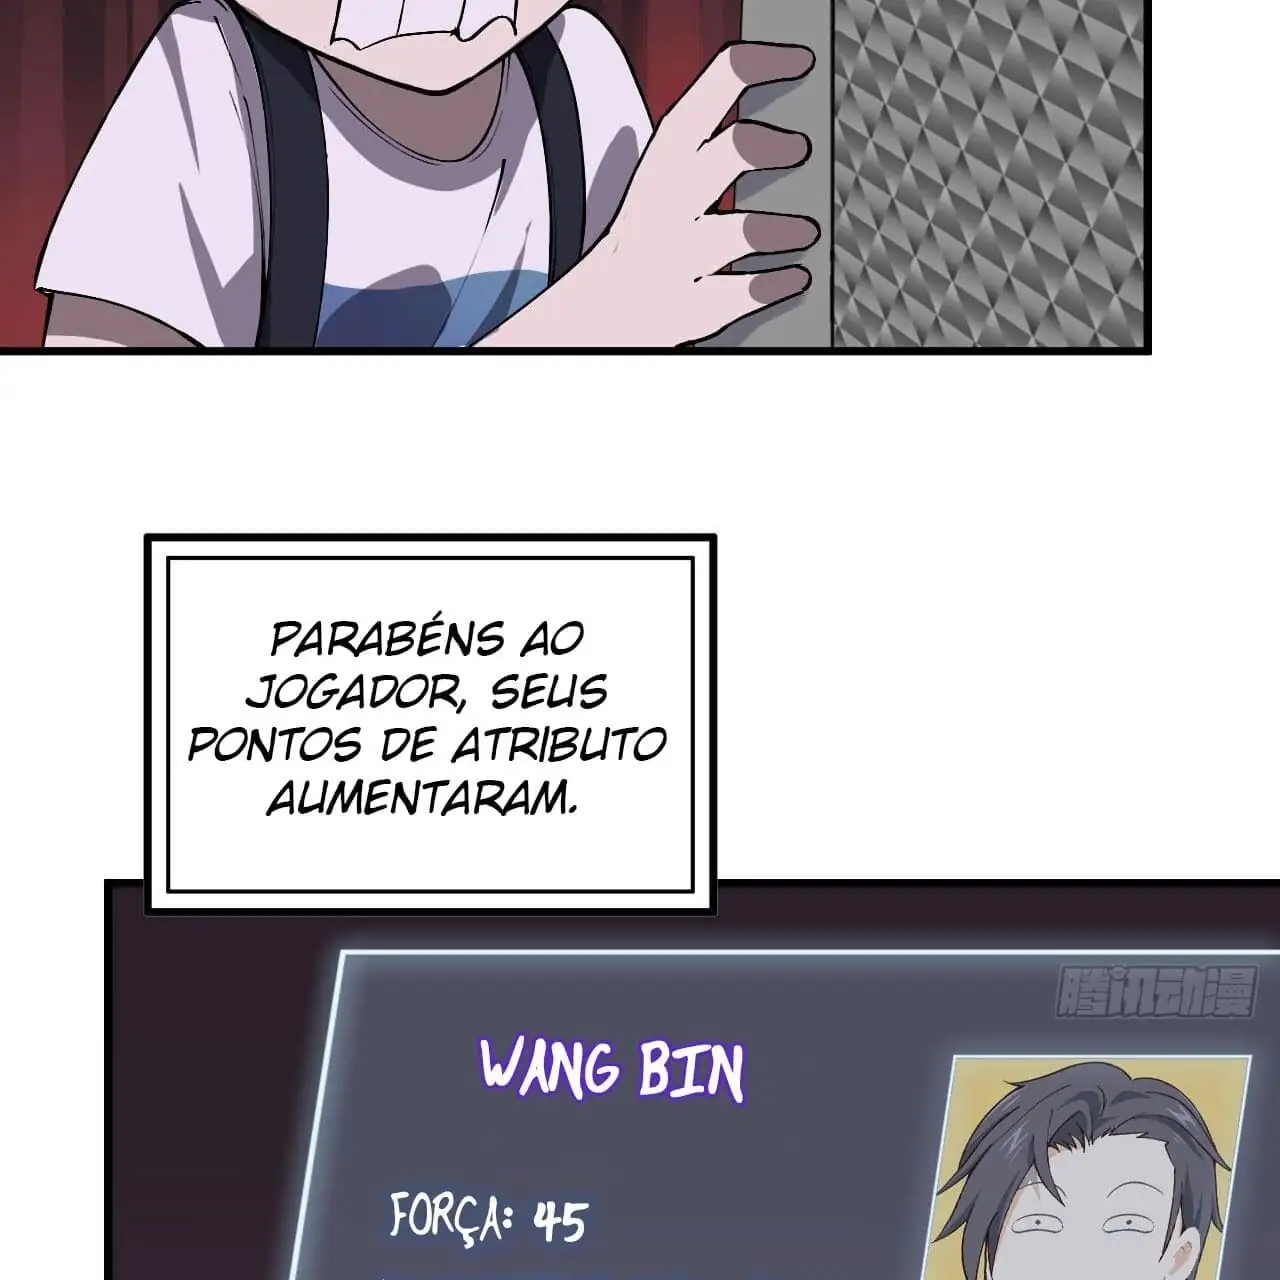 PARABÉNS AO
JOGADOR, SEUS
PONTOS DE ATRIBUTO
AUMENTARAM.
腾讯动漫
WANG BIN
FORÇA: 45